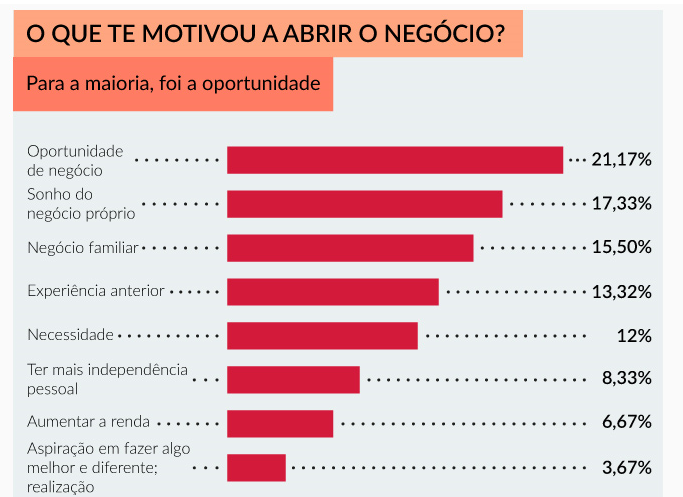 O QUE TE MOTIVOU A ABRIR O NEGÓCIO?
Para a maioria, foi a oportunidade
Oportunidade
de negócio
21,17%
Sonho do
negócio próprio
17,33%
Negócio familiar
15,50%
Experiência anterior
13,32%
Necessidade
12%
Ter mais independência
pessoal
8,33%
Aumentar a renda
6,67%
Aspiração em fazer algo
melhor e diferente;
realização
3,67%